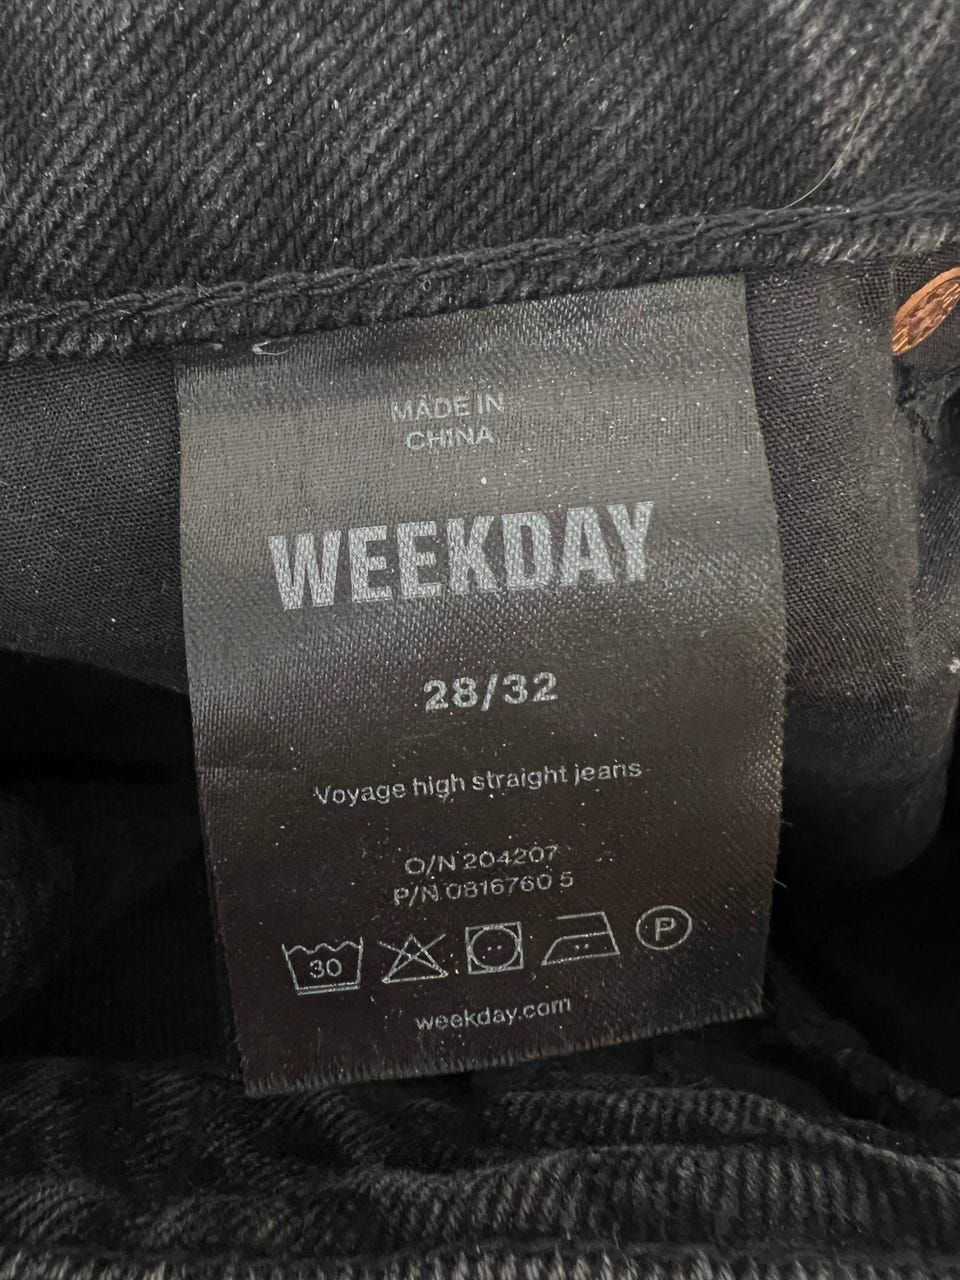 MADE IN
CHINA
WEEKDAY
28/32
Voyage high straight jeans
O/N 204207
P/N 0816760 5
30
P
weekday.com